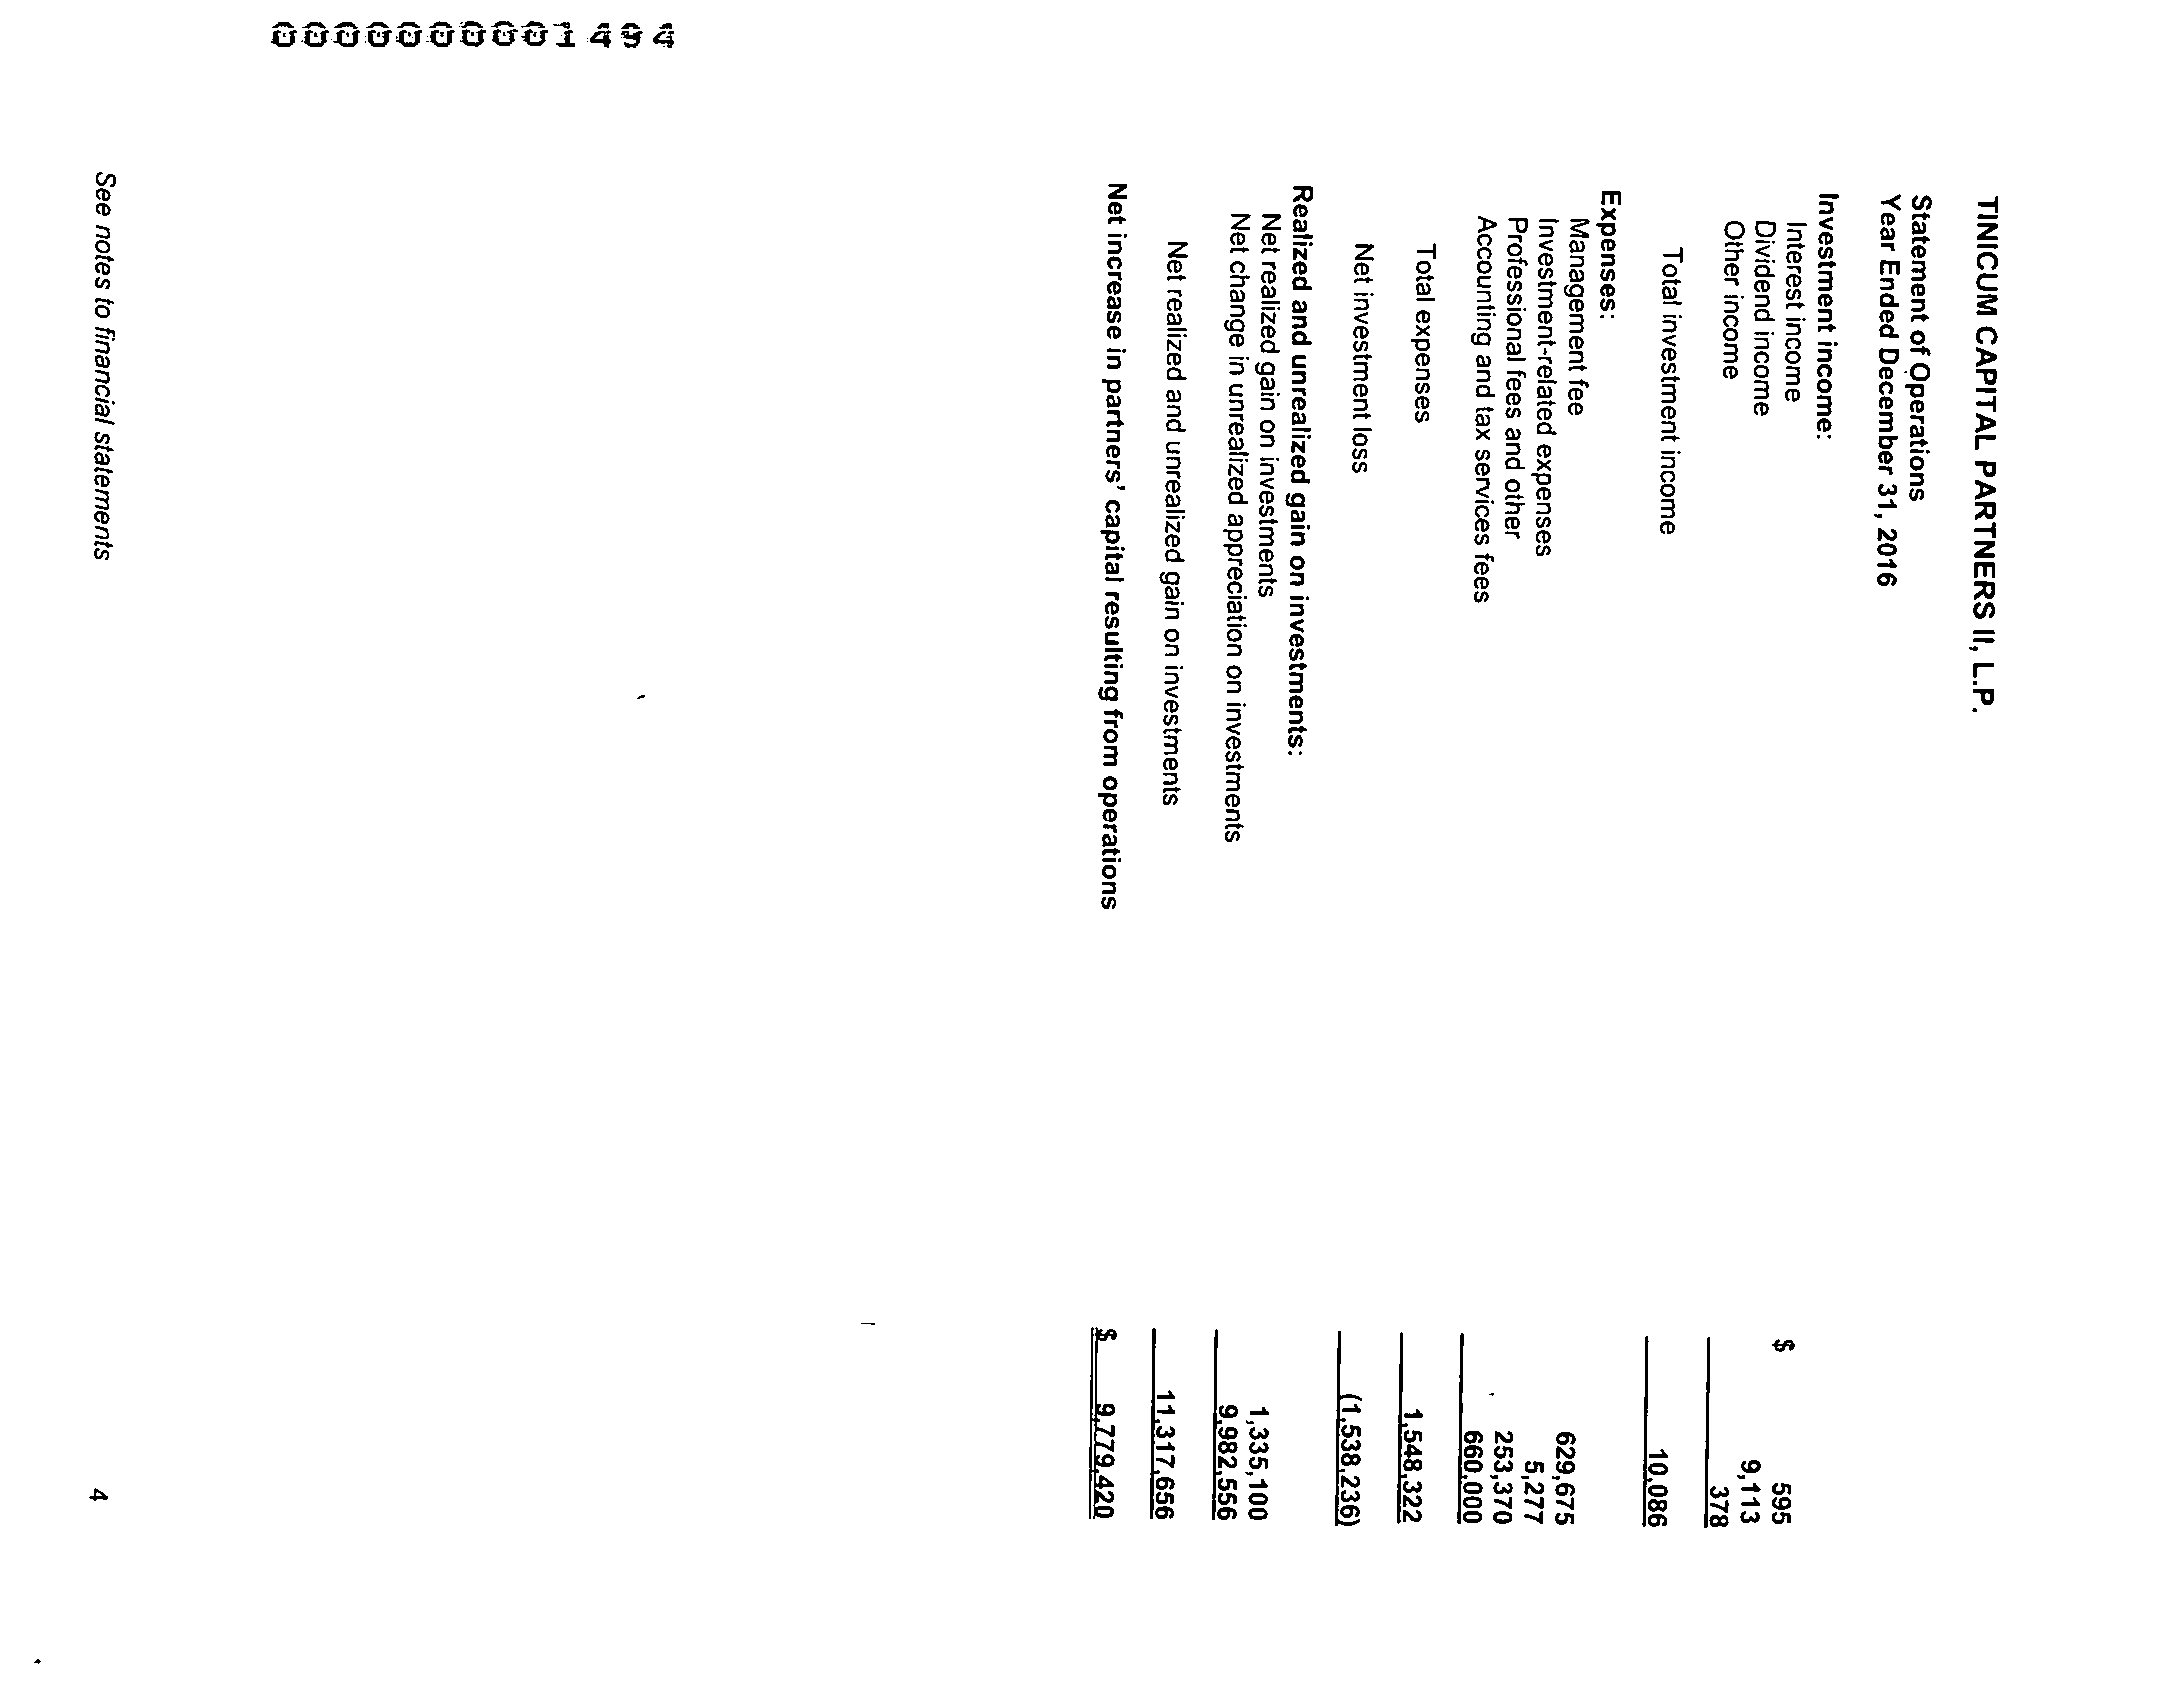 TINICUM CAPITAL PARTNERS II, L.P.
Statement of Operations
Year Ended December 31, 2016
Investment income:
Interest income $ 595
Dividend income 9,113
Other income 378
Total investment income 10,086
Expenses:
Management fee 629,675
Investment-related expenses 5,277
Professional fees and other 253,370
Accounting and tax services fees 660,000
Total expenses 1,548,322
Net investment loss (1,538,236)
Realized and unrealized gain on investments:
Net realized gain on investments 1,335,100
Net change in unrealized appreciation on investments 9,982,556
Net realized and unrealized gain on investments 11,317,656
Net increase in partners' capital resulting from operations $ 9,779,420
See notes to financial statements 4
0000000001494